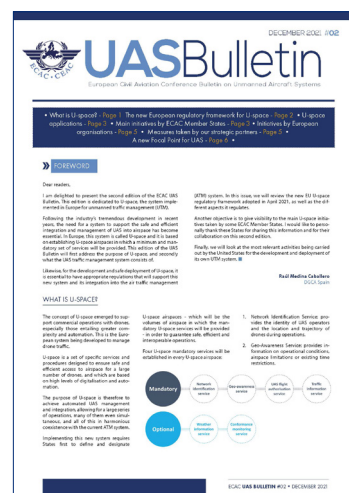 DECEMBER 2021 #02
ECAC • CEAC
UASBulletin
European Civil Aviation Conference Bulletin on Unmanned Aircraft Systems
• What is U-space? - Page 1 The new European regulatory framework for U-space - Page 2 • U-space
applications - Page 3 • Main initiatives by ECAC Member States - Page 3 • Initiatives by European
organisations - Page 5 • Measures taken by our strategic partners - Page 5 •
A new Focal Point for UAS - Page 6 •
FOREWORD
Dear readers,
I am delighted to present the second edition of the ECAC UAS
Bulletin. This edition is dedicated to U-space, the system imple-
mented in Europe for unmanned traffic management (UTM).
Following the industry's tremendous development in recent
years, the need for a system to support the safe and efficient
integration and management of UAS into airspace has become
essential. In Europe, this system is called U-space and it is based
on establishing U-space airspaces in which a minimum and man-
datory set of services will be provided. This edition of the UAS
Bulletin will first address the purpose of U-space, and secondly
what the UAS traffic management system consists of.
Likewise, for the development and safe deployment of U-space, it
is essential to have appropriate regulations that will support the
new system and its integration into the air traffic management
(ATM) system. In this issue, we will review the new EU U-space
regulatory framework adopted in April 2021, as well as the dif-
ferent aspects it regulates.
Another objective is to give visibility to the main U-space initia-
tives taken by some ECAC Member States. I would like to perso-
nally thank these States for sharing this information and for their
collaboration on this second edition.
Finally, we will look at the most relevant activities being carried
out by the United States for the development and deployment of
its own UTM system.
Raúl Medina Caballero
DGCA Spain
WHAT IS U-SPACE?
The concept of U-space emerged to sup-
port commercial operations with drones,
especially those entailing greater com-
plexity and automation. This is the Euro-
pean system being developed to manage
drone traffic.
U-space is a set of specific services and
procedures designed to ensure safe and
efficient access to airspace for a large
number of drones, and which are based
on high levels of digitalisation and auto-
mation.
The purpose of U-space is therefore to
achieve automated UAS management
and integration, allowing for a large series
of operations, many of them even simul-
taneous, and all of this in harmonious
coexistence with the current ATM system.
Implementing this new system requires
States first to define and designate
U-space airspaces - which will be the
volumes of airspace in which the man-
datory U-space services will be provided
- in order to guarantee safe, efficient and
interoperable operations.
Four U-space mandatory services will be
established in every U-space airspace:
1. Network Identification Service: pro-
vides the identity of UAS operators
and the location and trajectory of
drones during operations.
2. Geo-Awareness Service: provides in-
formation on operational conditions,
airspace limitations or existing time
restrictions.
Mandatory
Network
identification
service
Geo-awareness
service
UAS flight
authorisation
service
Traffic
information
service
Optional
Weather
information
service
Conformance
monitoring
service
ECAC UAS BULLETIN #02 • DECEMBER 2021